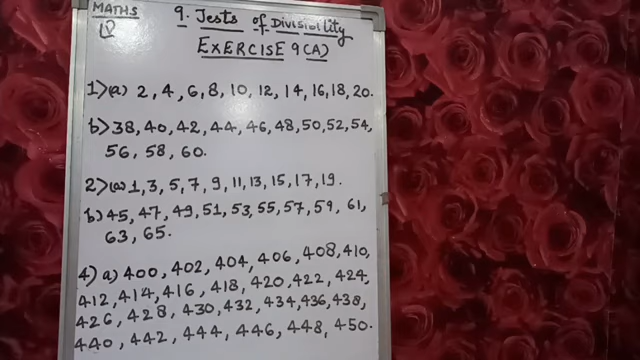 MATHS
9. Tests of Divisibility
EXERCISE 9(A)
1) (a) 2, 4, 6, 8, 10, 12, 14, 16, 18, 20.
b) 38, 40, 42, 44, 46, 48, 50, 52, 54,
56, 58, 60.
2) (a) 1, 3, 5, 7, 9, 11, 13, 15, 17, 19.
b) 45, 47, 49, 51, 53, 55, 57, 59, 61,
63, 65.
4) a) 400, 402, 404, 406, 408, 410,
412, 414, 416, 418, 420, 422, 424,
426, 428, 430, 432, 434, 436, 438,
440, 442, 444, 446, 448, 450.